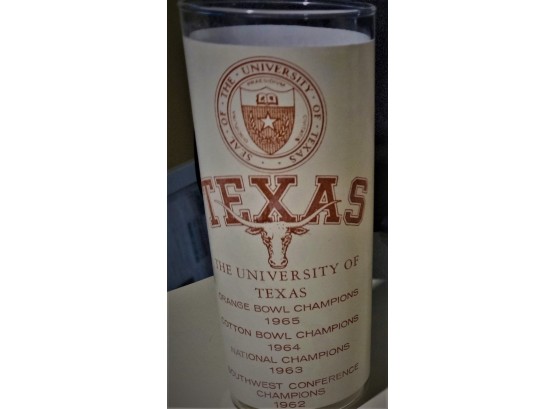 SEAL OF THE UNIVERSITY OF TEXAS
TEXAS
THE UNIVERSITY OF
TEXAS
ORANGE BOWL CHAMPIONS
1965
COTTON BOWL CHAMPIONS
1964
NATIONAL CHAMPIONS
1963
SOUTHWEST CONFERENCE
CHAMPIONS
1962